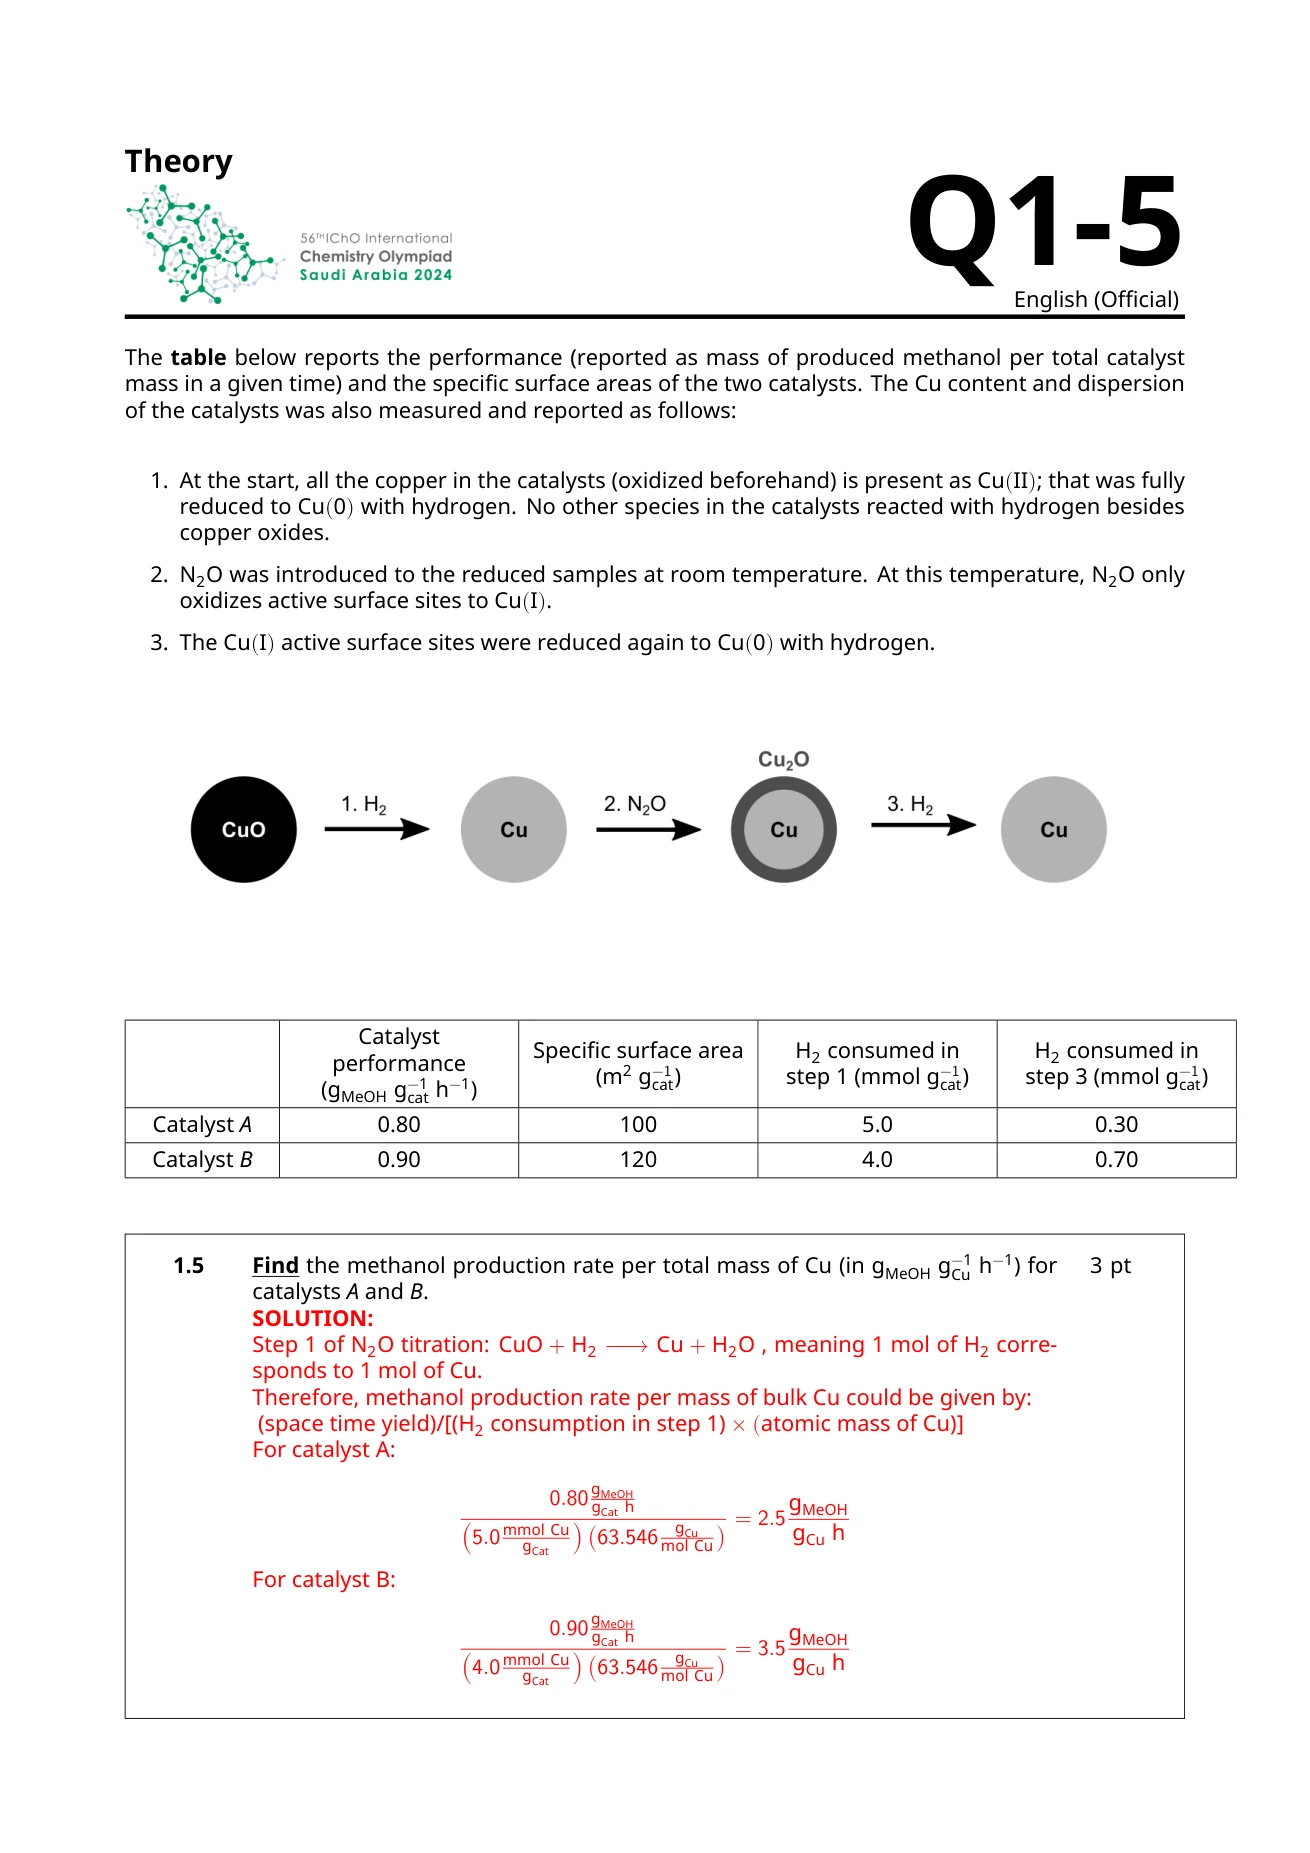 Theory
56ᵀᴴIChO International
Chemistry Olympiad
Saudi Arabia 2024
Q1-5
English (Official)
The table below reports the performance (reported as mass of produced methanol per total catalyst
mass in a given time) and the specific surface areas of the two catalysts. The Cu content and dispersion
of the catalysts was also measured and reported as follows:
1. At the start, all the copper in the catalysts (oxidized beforehand) is present as Cu(II); that was fully
reduced to Cu(0) with hydrogen. No other species in the catalysts reacted with hydrogen besides
copper oxides.
2. N₂O was introduced to the reduced samples at room temperature. At this temperature, N₂O only
oxidizes active surface sites to Cu(I).
3. The Cu(I) active surface sites were reduced again to Cu(0) with hydrogen.
Cu₂O
1. H₂ 2. N₂O 3. H₂
CuO Cu Cu Cu
Catalyst
performance
(g_MeOH g_cat⁻¹ h⁻¹)
Specific surface area
(m² g_cat⁻¹)
H₂ consumed in
step 1 (mmol g_cat⁻¹)
H₂ consumed in
step 3 (mmol g_cat⁻¹)
Catalyst A 0.80 100 5.0 0.30
Catalyst B 0.90 120 4.0 0.70
1.5 Find the methanol production rate per total mass of Cu (in g_MeOH g_Cu⁻¹ h⁻¹) for 3 pt
catalysts A and B.
SOLUTION:
Step 1 of N₂O titration: CuO + H₂ ⟶ Cu + H₂O , meaning 1 mol of H₂ corre-
sponds to 1 mol of Cu.
Therefore, methanol production rate per mass of bulk Cu could be given by:
(space time yield)/[(H₂ consumption in step 1) × (atomic mass of Cu)]
For catalyst A:
0.80 g_MeOH/(g_Cat h) / ((5.0 mmol Cu/g_Cat) (63.546 g_Cu/mol Cu)) = 2.5 g_MeOH/(g_Cu h)
For catalyst B:
0.90 g_MeOH/(g_Cat h) / ((4.0 mmol Cu/g_Cat) (63.546 g_Cu/mol Cu)) = 3.5 g_MeOH/(g_Cu h)